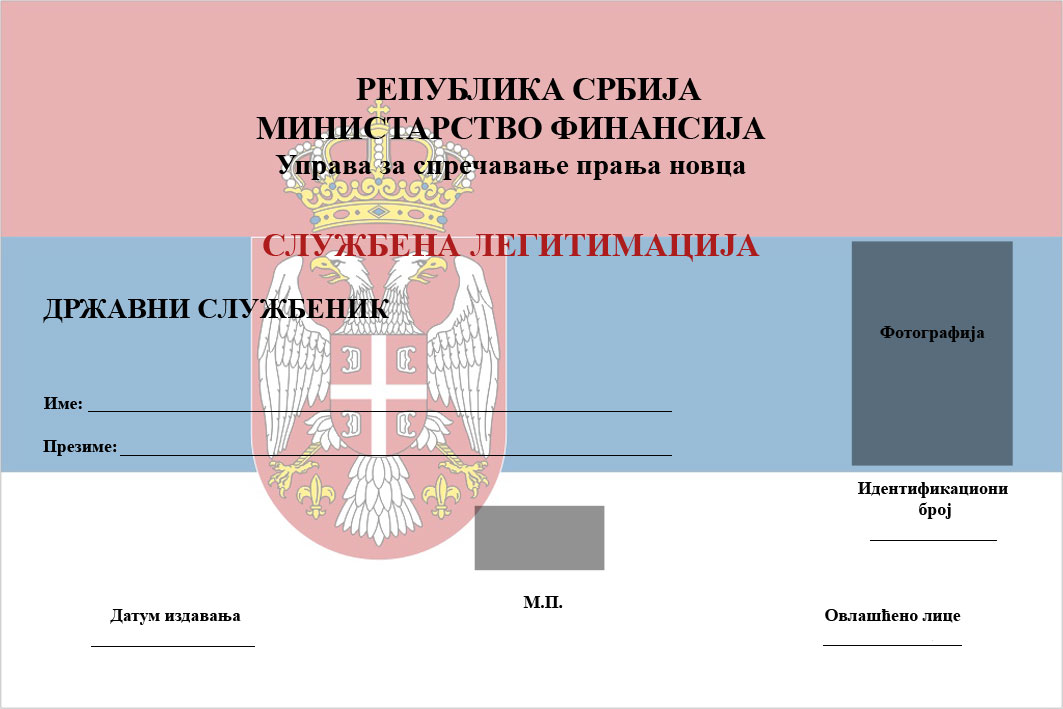 РЕПУБЛИКА СРБИЈА
МИНИСТАРСТВО ФИНАНСИЈА
Управа за спречавање прања новца
СЛУЖБЕНА ЛЕГИТИМАЦИЈА
ДРЖАВНИ СЛУЖБЕНИК
Фотографија
Име:
Презиме:
Идентификациони
број
М.П.
Датум издавања
Овлашћено лице